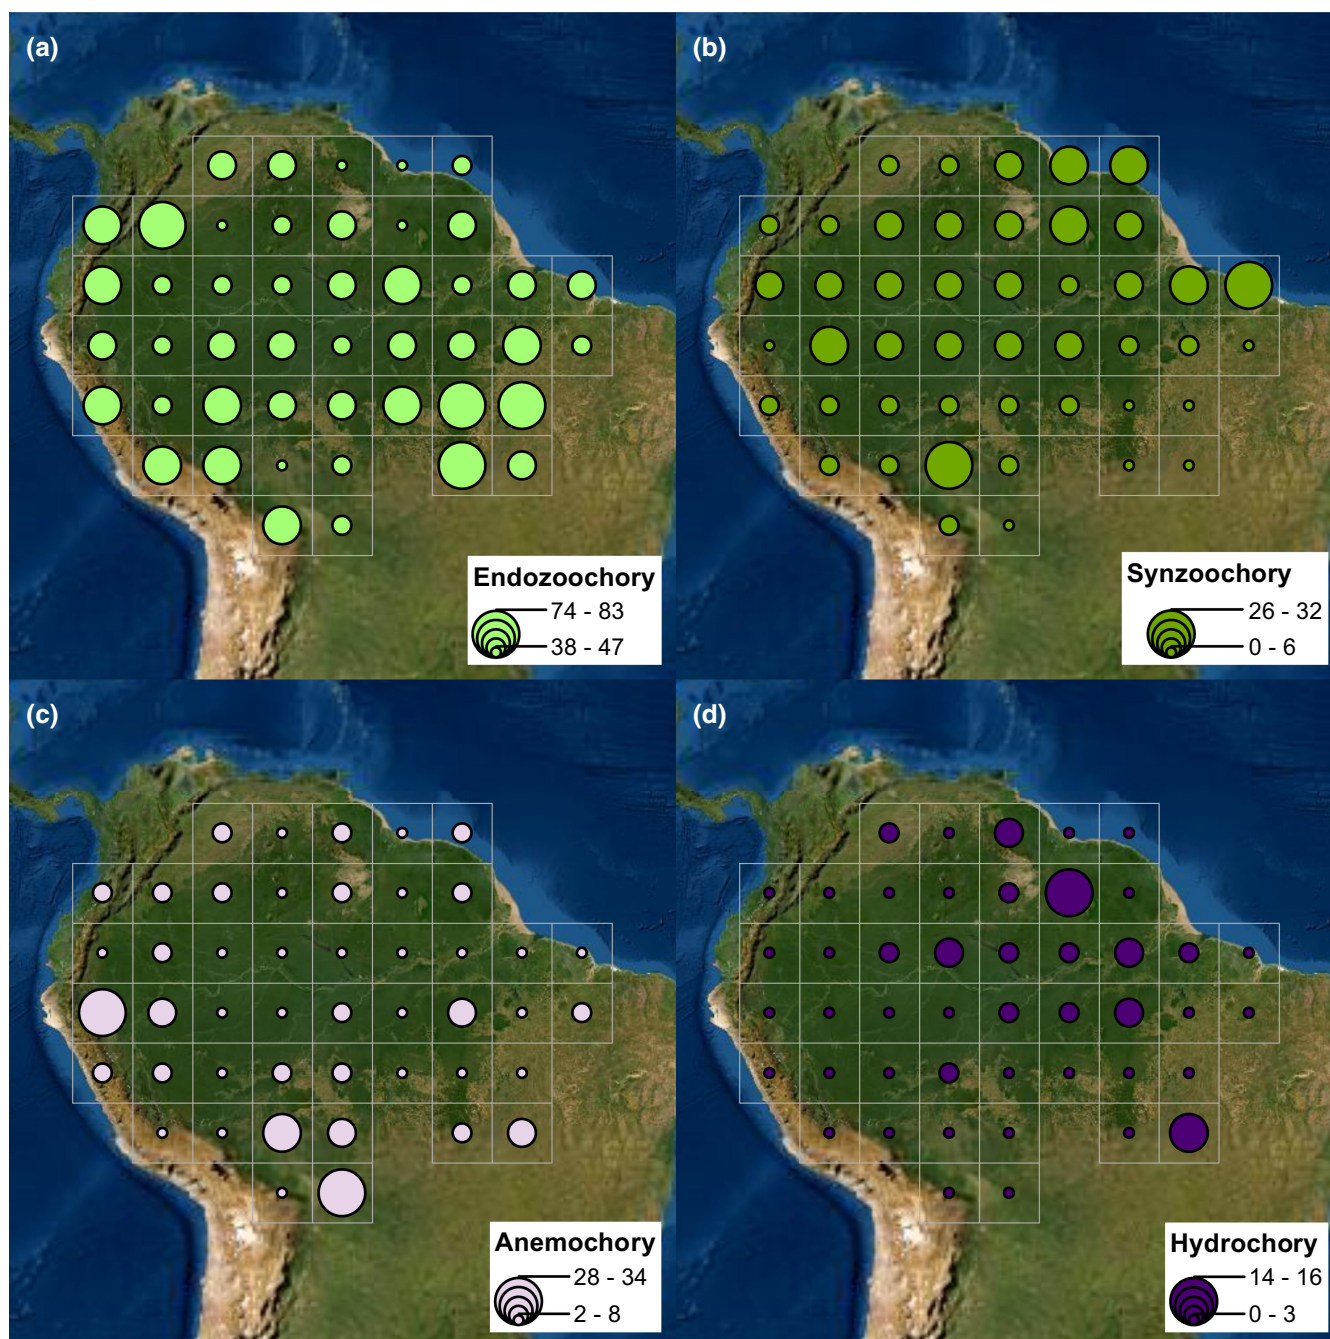 (a)
Endozoochory
74 - 83
38 - 47
(b)
Synzoochory
26 - 32
0 - 6
(c)
Anemochory
28 - 34
2 - 8
(d)
Hydrochory
14 - 16
0 - 3